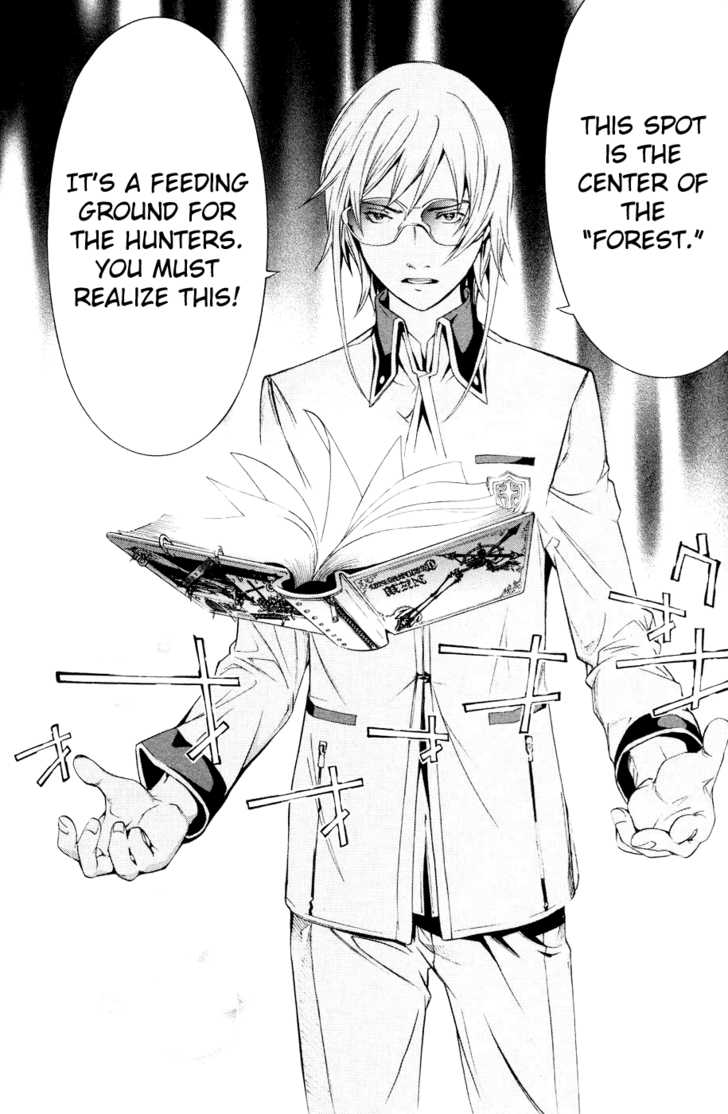 THIS SPOT
IS THE
CENTER OF
THE
"FOREST."
IT'S A FEEDING
GROUND FOR
THE HUNTERS.
YOU MUST
REALIZE THIS!